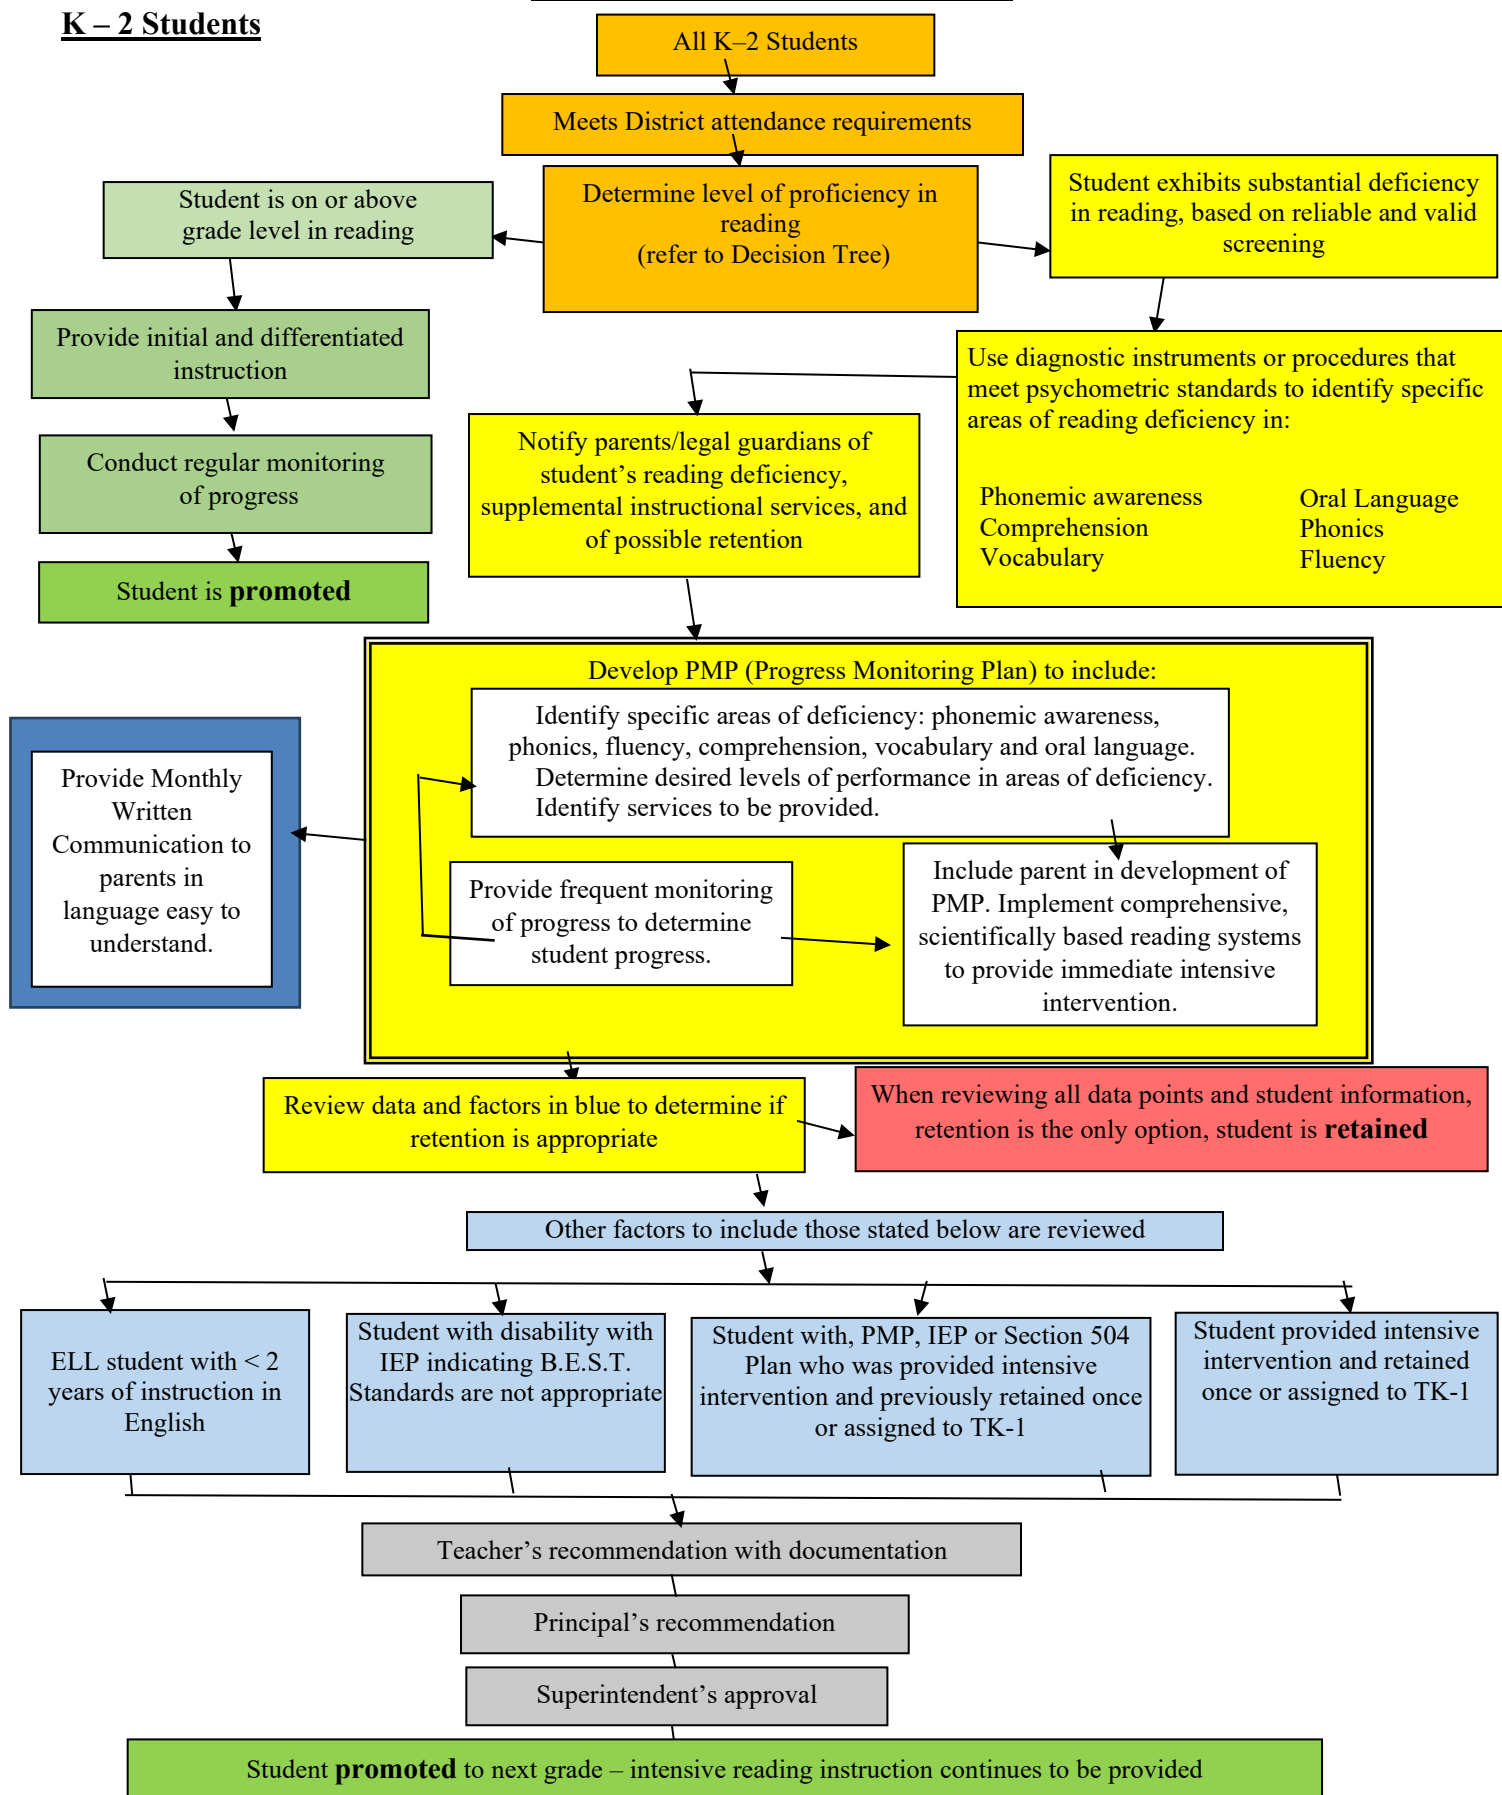 K – 2 Students
All K–2 Students
Meets District attendance requirements
Determine level of proficiency in
reading
(refer to Decision Tree)
Student is on or above
grade level in reading
Provide initial and differentiated
instruction
Conduct regular monitoring
of progress
Student is promoted
Student exhibits substantial deficiency
in reading, based on reliable and valid
screening
Use diagnostic instruments or procedures that
meet psychometric standards to identify specific
areas of reading deficiency in:
Phonemic awareness
Comprehension
Vocabulary
Oral Language
Phonics
Fluency
Notify parents/legal guardians of
student’s reading deficiency,
supplemental instructional services, and
of possible retention
Develop PMP (Progress Monitoring Plan) to include:
Identify specific areas of deficiency: phonemic awareness,
phonics, fluency, comprehension, vocabulary and oral language.
Determine desired levels of performance in areas of deficiency.
Identify services to be provided.
Provide frequent monitoring
of progress to determine
student progress.
Include parent in development of
PMP. Implement comprehensive,
scientifically based reading systems
to provide immediate intensive
intervention.
Provide Monthly
Written
Communication to
parents in
language easy to
understand.
Review data and factors in blue to determine if
retention is appropriate
When reviewing all data points and student information,
retention is the only option, student is retained
Other factors to include those stated below are reviewed
ELL student with < 2
years of instruction in
English
Student with disability with
IEP indicating B.E.S.T.
Standards are not appropriate
Student with, PMP, IEP or Section 504
Plan who was provided intensive
intervention and previously retained once
or assigned to TK-1
Student provided intensive
intervention and retained
once or assigned to TK-1
Teacher’s recommendation with documentation
Principal’s recommendation
Superintendent’s approval
Student promoted to next grade – intensive reading instruction continues to be provided